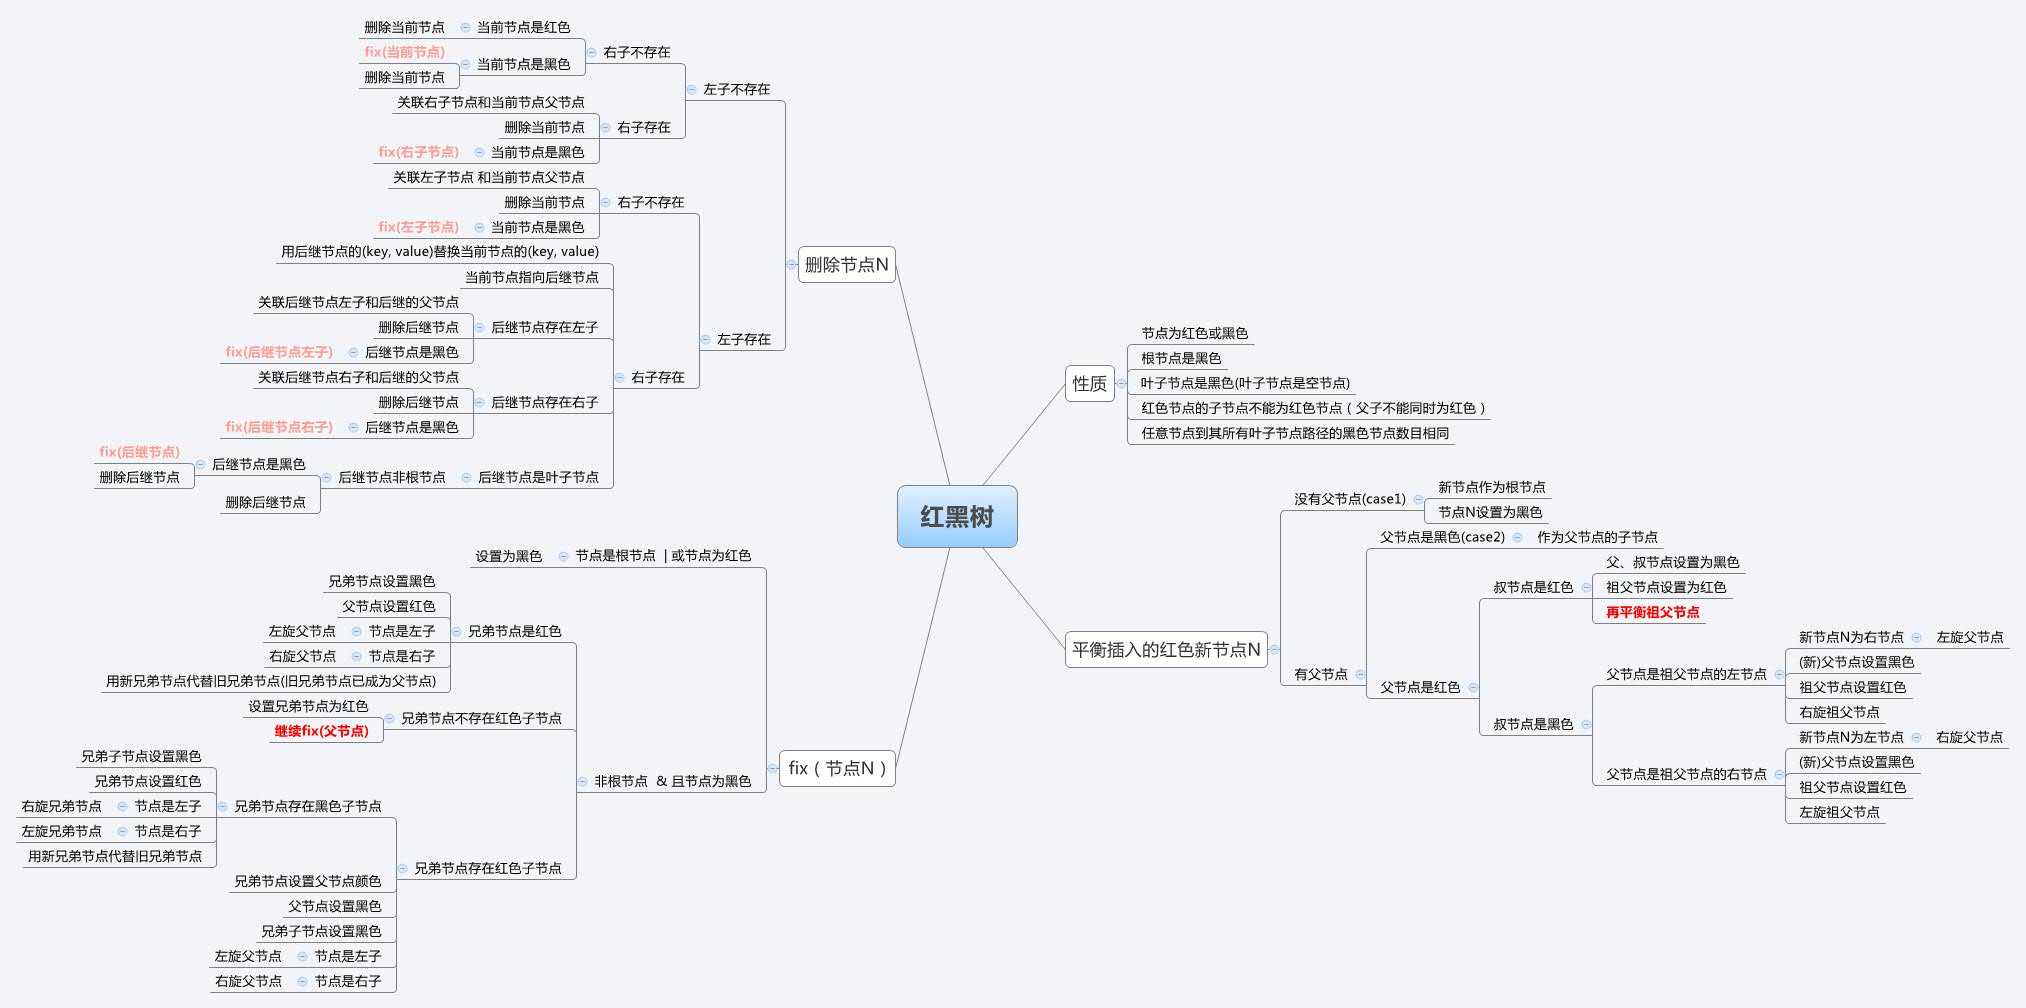 红黑树
删除节点N
左子不存在
右子不存在
当前节点是红色
删除当前节点
当前节点是黑色
fix(当前节点)
删除当前节点
右子存在
关联右子节点和当前节点父节点
删除当前节点
当前节点是黑色
fix(右子节点)
左子存在
右子不存在
关联左子节点 和当前节点父节点
删除当前节点
当前节点是黑色
fix(左子节点)
右子存在
用后继节点的(key, value)替换当前节点的(key, value)
当前节点指向后继节点
后继节点存在左子
关联后继节点左子和后继的父节点
删除后继节点
后继节点是黑色
fix(后继节点左子)
后继节点存在右子
关联后继节点右子和后继的父节点
删除后继节点
后继节点是黑色
fix(后继节点右子)
后继节点是叶子节点
后继节点非根节点
后继节点是黑色
fix(后继节点)
删除后继节点
删除后继节点
fix（节点N）
节点是根节点 | 或节点为红色
设置为黑色
非根节点 & 且节点为黑色
兄弟节点是红色
兄弟节点设置黑色
父节点设置红色
节点是左子
左旋父节点
节点是右子
右旋父节点
用新兄弟节点代替旧兄弟节点(旧兄弟节点已成为父节点)
兄弟节点不存在红色子节点
设置兄弟节点为红色
继续fix(父节点)
兄弟节点存在红色子节点
兄弟节点存在黑色子节点
兄弟子节点设置黑色
兄弟节点设置红色
节点是左子
右旋兄弟节点
节点是右子
左旋兄弟节点
用新兄弟节点代替旧兄弟节点
兄弟节点设置父节点颜色
父节点设置黑色
兄弟子节点设置黑色
节点是左子
左旋父节点
节点是右子
右旋父节点
性质
节点为红色或黑色
根节点是黑色
叶子节点是黑色(叶子节点是空节点)
红色节点的子节点不能为红色节点（父子不能同时为红色）
任意节点到其所有叶子节点路径的黑色节点数目相同
平衡插入的红色新节点N
没有父节点(case1)
新节点作为根节点
节点N设置为黑色
有父节点
父节点是黑色(case2)
作为父节点的子节点
父节点是红色
叔节点是红色
父、叔节点设置为黑色
祖父节点设置为红色
再平衡祖父节点
叔节点是黑色
父节点是祖父节点的左节点
新节点N为右节点
左旋父节点
(新)父节点设置黑色
祖父节点设置红色
右旋祖父节点
父节点是祖父节点的右节点
新节点N为左节点
右旋父节点
(新)父节点设置黑色
祖父节点设置红色
左旋祖父节点